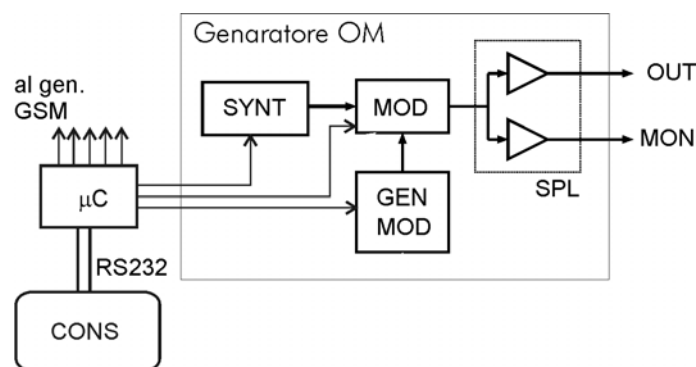 Genaratore OM
al gen.
GSM
SYNT
MOD
OUT
MON
SPL
μC
GEN
MOD
RS232
CONS